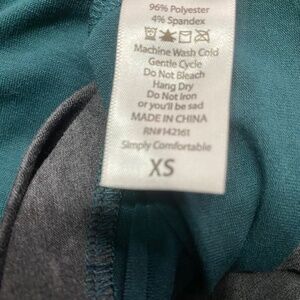 96% Polyester
4% Spandex
Machine Wash Cold
Gentle Cycle
Do Not Bleach
Hang Dry
Do Not Iron
or you'll be sad
MADE IN CHINA
RN#142161
Simply Comfortable
XS